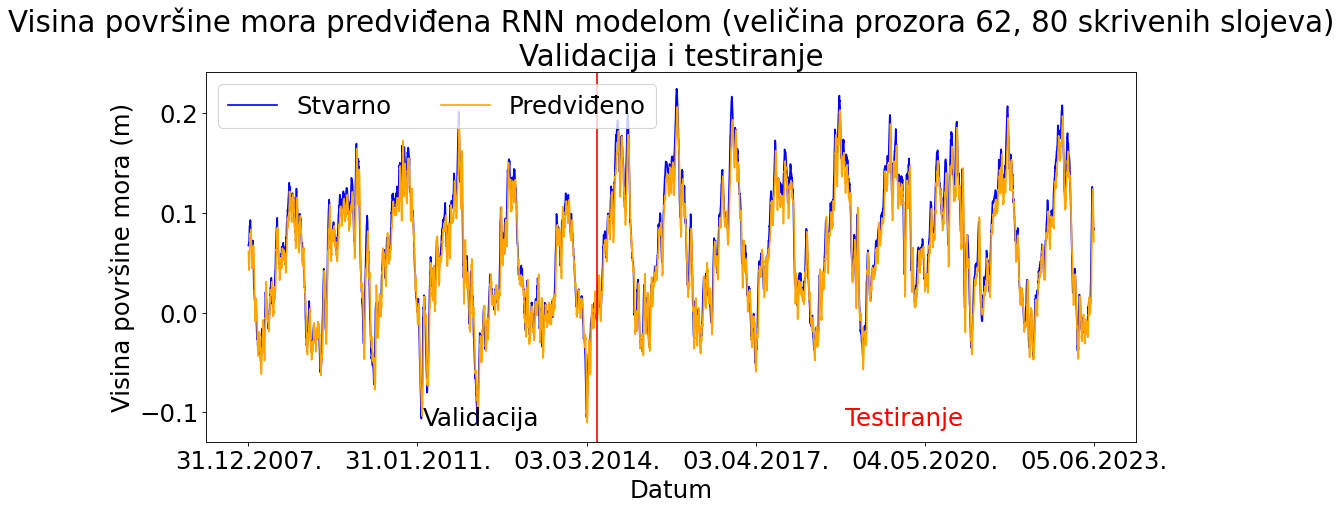 Visina površine mora predviđena RNN modelom (veličina prozora 62, 80 skrivenih slojeva)
Validacija i testiranje
Stvarno
Predviđeno
Visina površine mora (m)
0.2
0.1
0.0
−0.1
Validacija
Testiranje
31.12.2007.
31.01.2011.
03.03.2014.
03.04.2017.
04.05.2020.
05.06.2023.
Datum